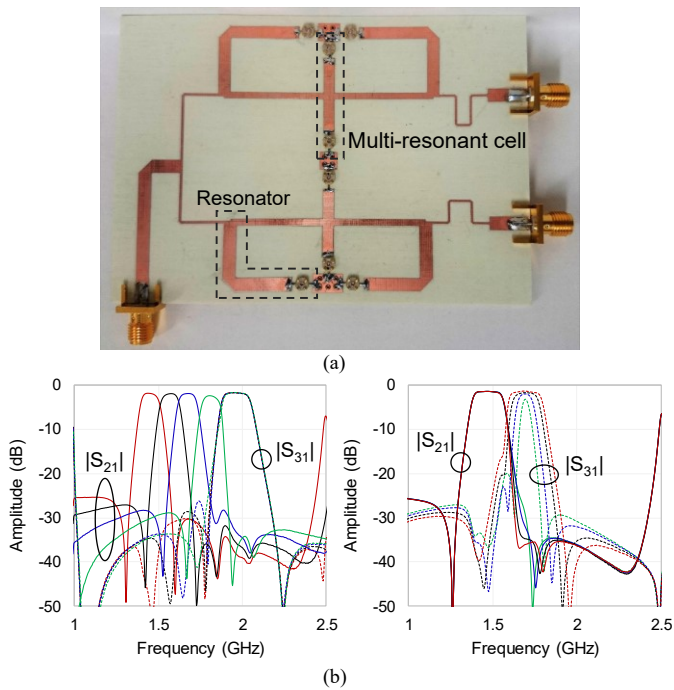 Multi-resonant cell
Resonator
(a)
0
-10
-20
-30
-40
-50
Amplitude (dB)
|S21|
|S31|
1
1.5
2
2.5
Frequency (GHz)
0
-10
-20
-30
-40
-50
Amplitude (dB)
|S21|
|S31|
1
1.5
2
2.5
Frequency (GHz)
(b)